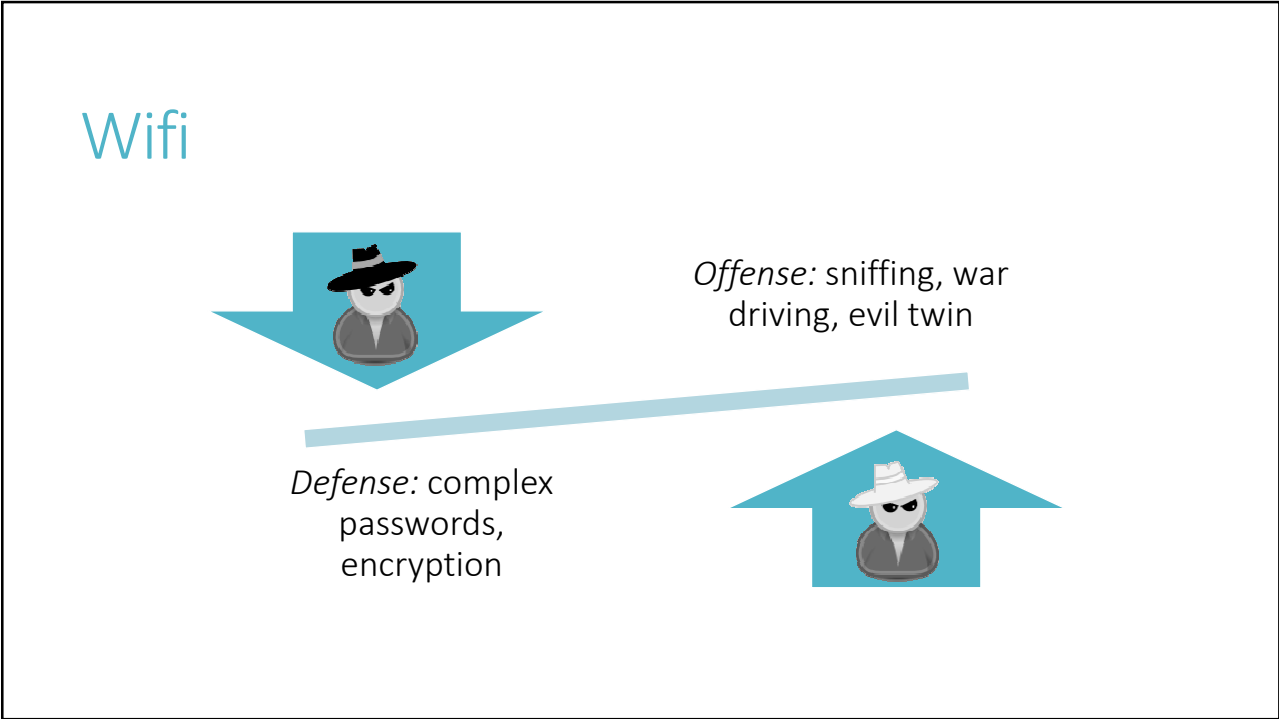 Wifi
Offense: sniffing, war
driving, evil twin
Defense: complex
passwords,
encryption